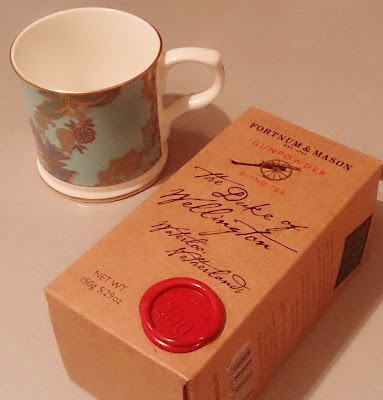 FORTNUM & MASON
GUNPOWDER
BLEND TEA
The Duke of
Wellington
Waterloo,
Netherlands
NET WT
150g 5.29oz